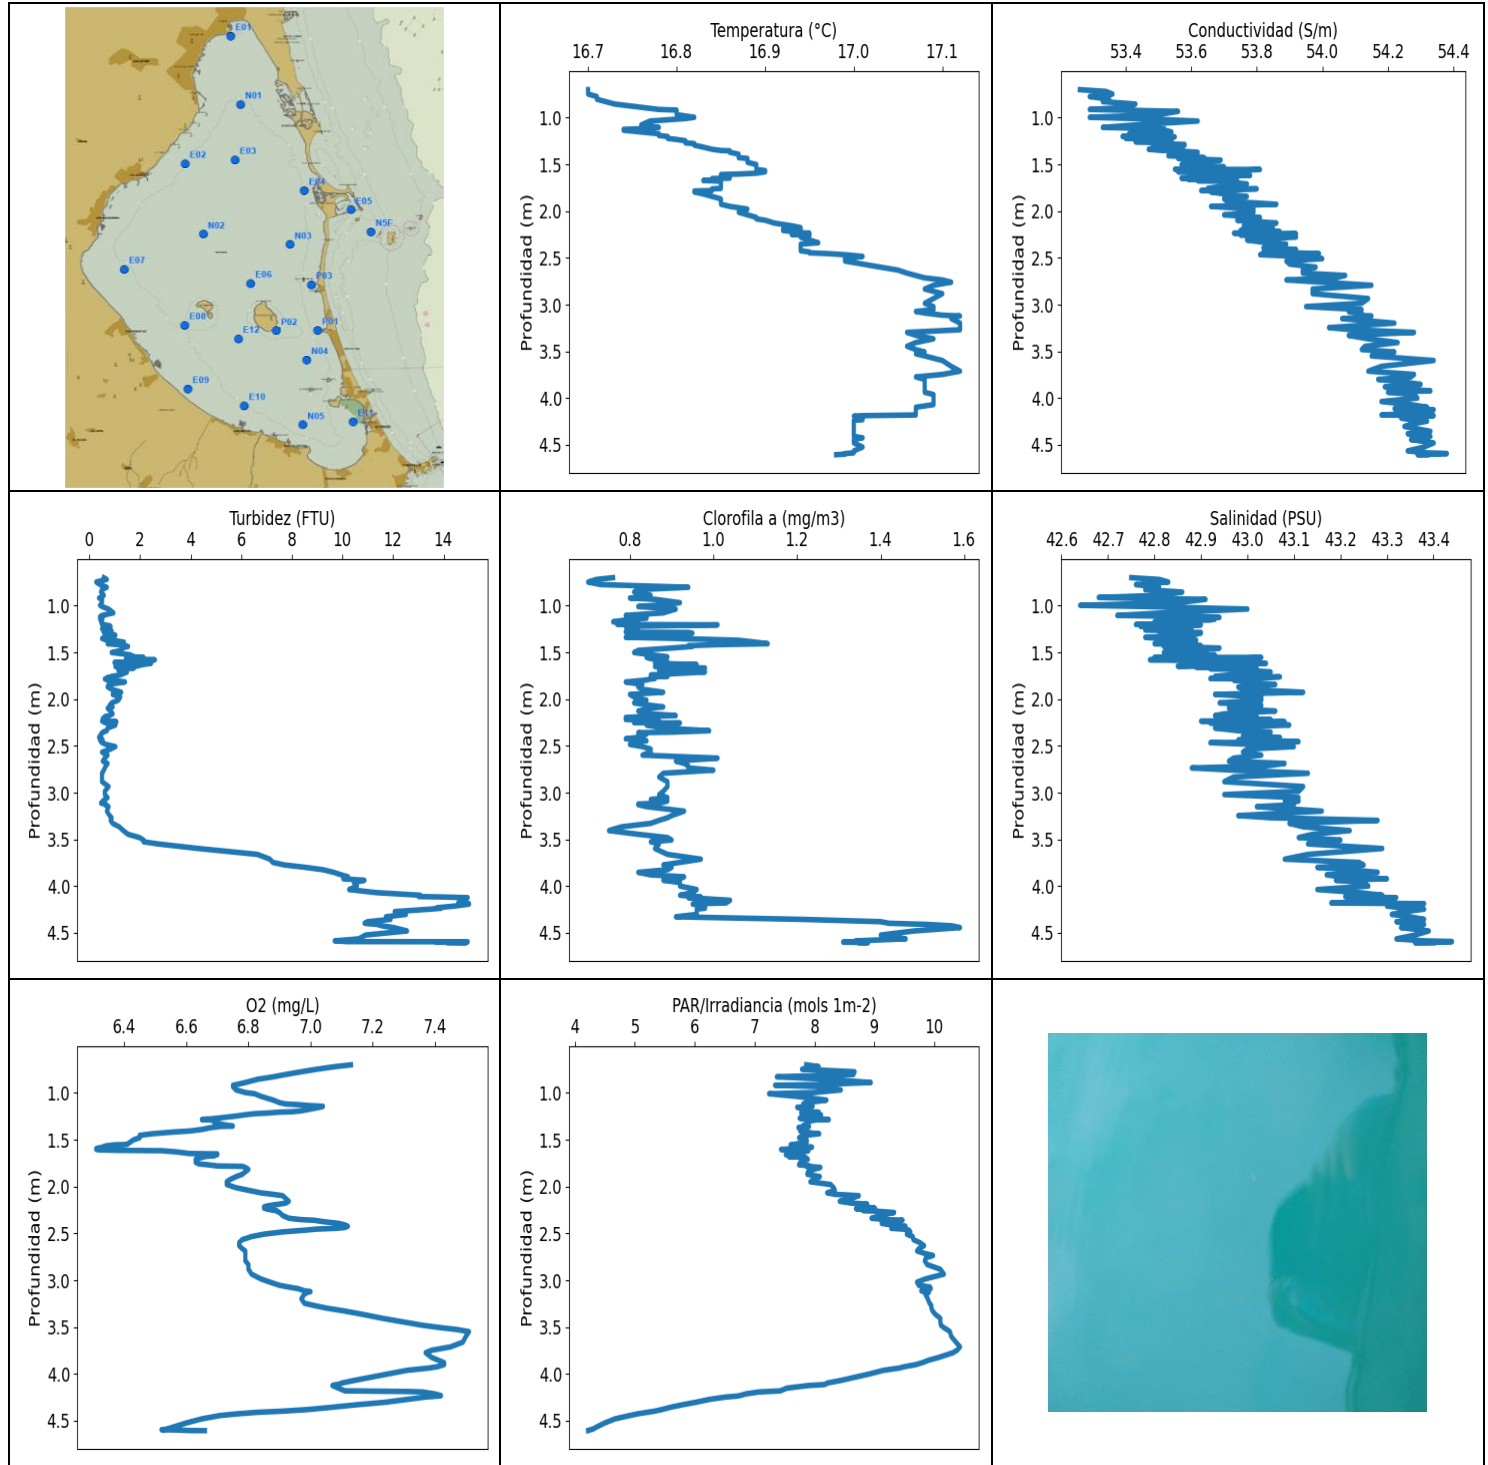 E01
N01
E03
E02
E04
E05
N5F
N02
N03
E07
E06
P03
E08
P02
P01
E12
N04
E09
E10
N05
E11
Temperatura (°C)
16.7 16.8 16.9 17.0 17.1
Profundidad (m)
1.0
1.5
2.0
2.5
3.0
3.5
4.0
4.5
Conductividad (S/m)
53.4 53.6 53.8 54.0 54.2 54.4
Profundidad (m)
1.0
1.5
2.0
2.5
3.0
3.5
4.0
4.5
Turbidez (FTU)
0 2 4 6 8 10 12 14
Profundidad (m)
1.0
1.5
2.0
2.5
3.0
3.5
4.0
4.5
Clorofila a (mg/m3)
0.8 1.0 1.2 1.4 1.6
Profundidad (m)
1.0
1.5
2.0
2.5
3.0
3.5
4.0
4.5
Salinidad (PSU)
42.6 42.7 42.8 42.9 43.0 43.1 43.2 43.3 43.4
Profundidad (m)
1.0
1.5
2.0
2.5
3.0
3.5
4.0
4.5
O2 (mg/L)
6.4 6.6 6.8 7.0 7.2 7.4
Profundidad (m)
1.0
1.5
2.0
2.5
3.0
3.5
4.0
4.5
PAR/Irradiancia (mols 1m-2)
4 5 6 7 8 9 10
Profundidad (m)
1.0
1.5
2.0
2.5
3.0
3.5
4.0
4.5